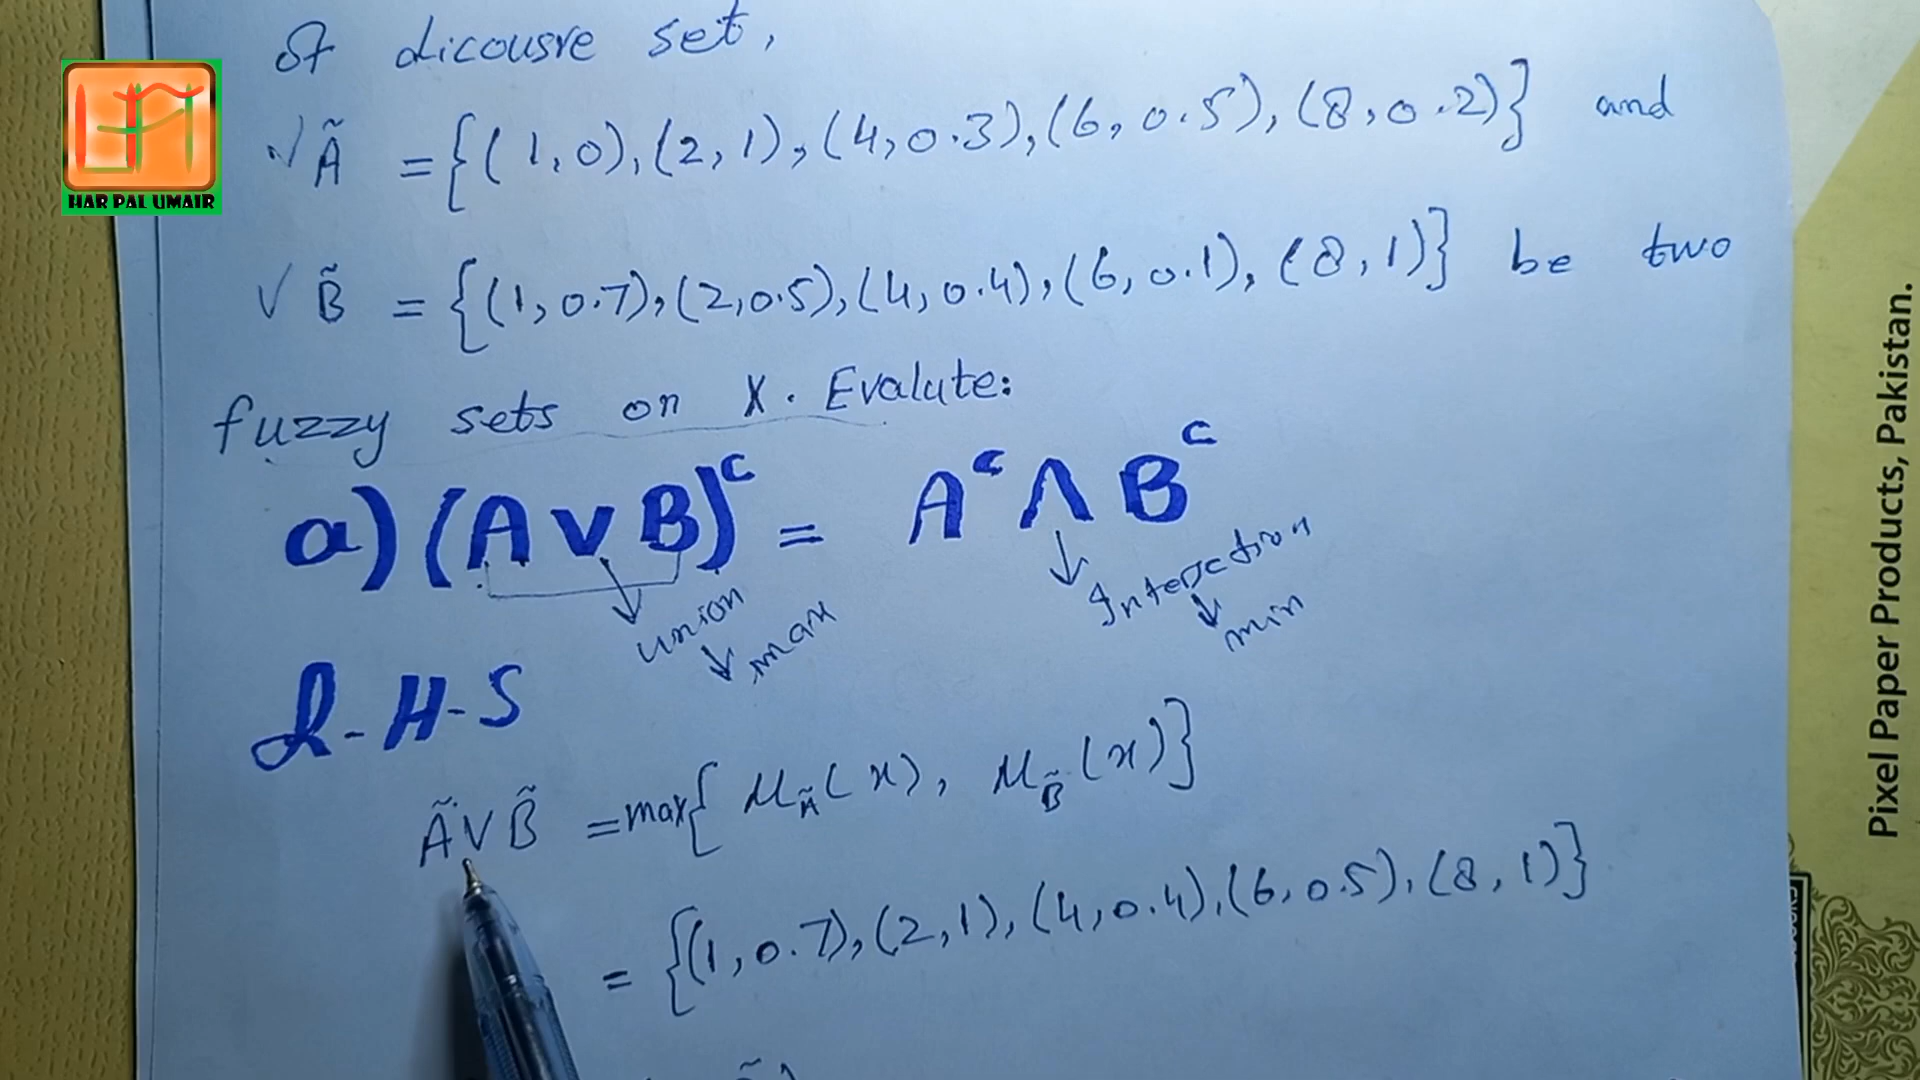 of dicousre set,
√ Ã = {(1,0),(2,1),(4,0.3),(6,0.5),(8,0.2)} and
√ B̃ = {(1,0.7),(2,0.5),(4,0.4),(6,0.1),(8,1)} be two
fuzzy sets on X. Evalute:
a) (A ∨ B)ᶜ = Aᶜ ∧ Bᶜ
↓ union ↓ max
↓ Intersection ↓ min
L-H-S
Ã∨B̃ = max{ μ_Ã(x), μ_B̃(x)}
= {(1,0.7),(2,1),(4,0.4),(6,0.5),(8,1)}
HAR PAL UMAIR
Pixel Paper Products, Pakistan.